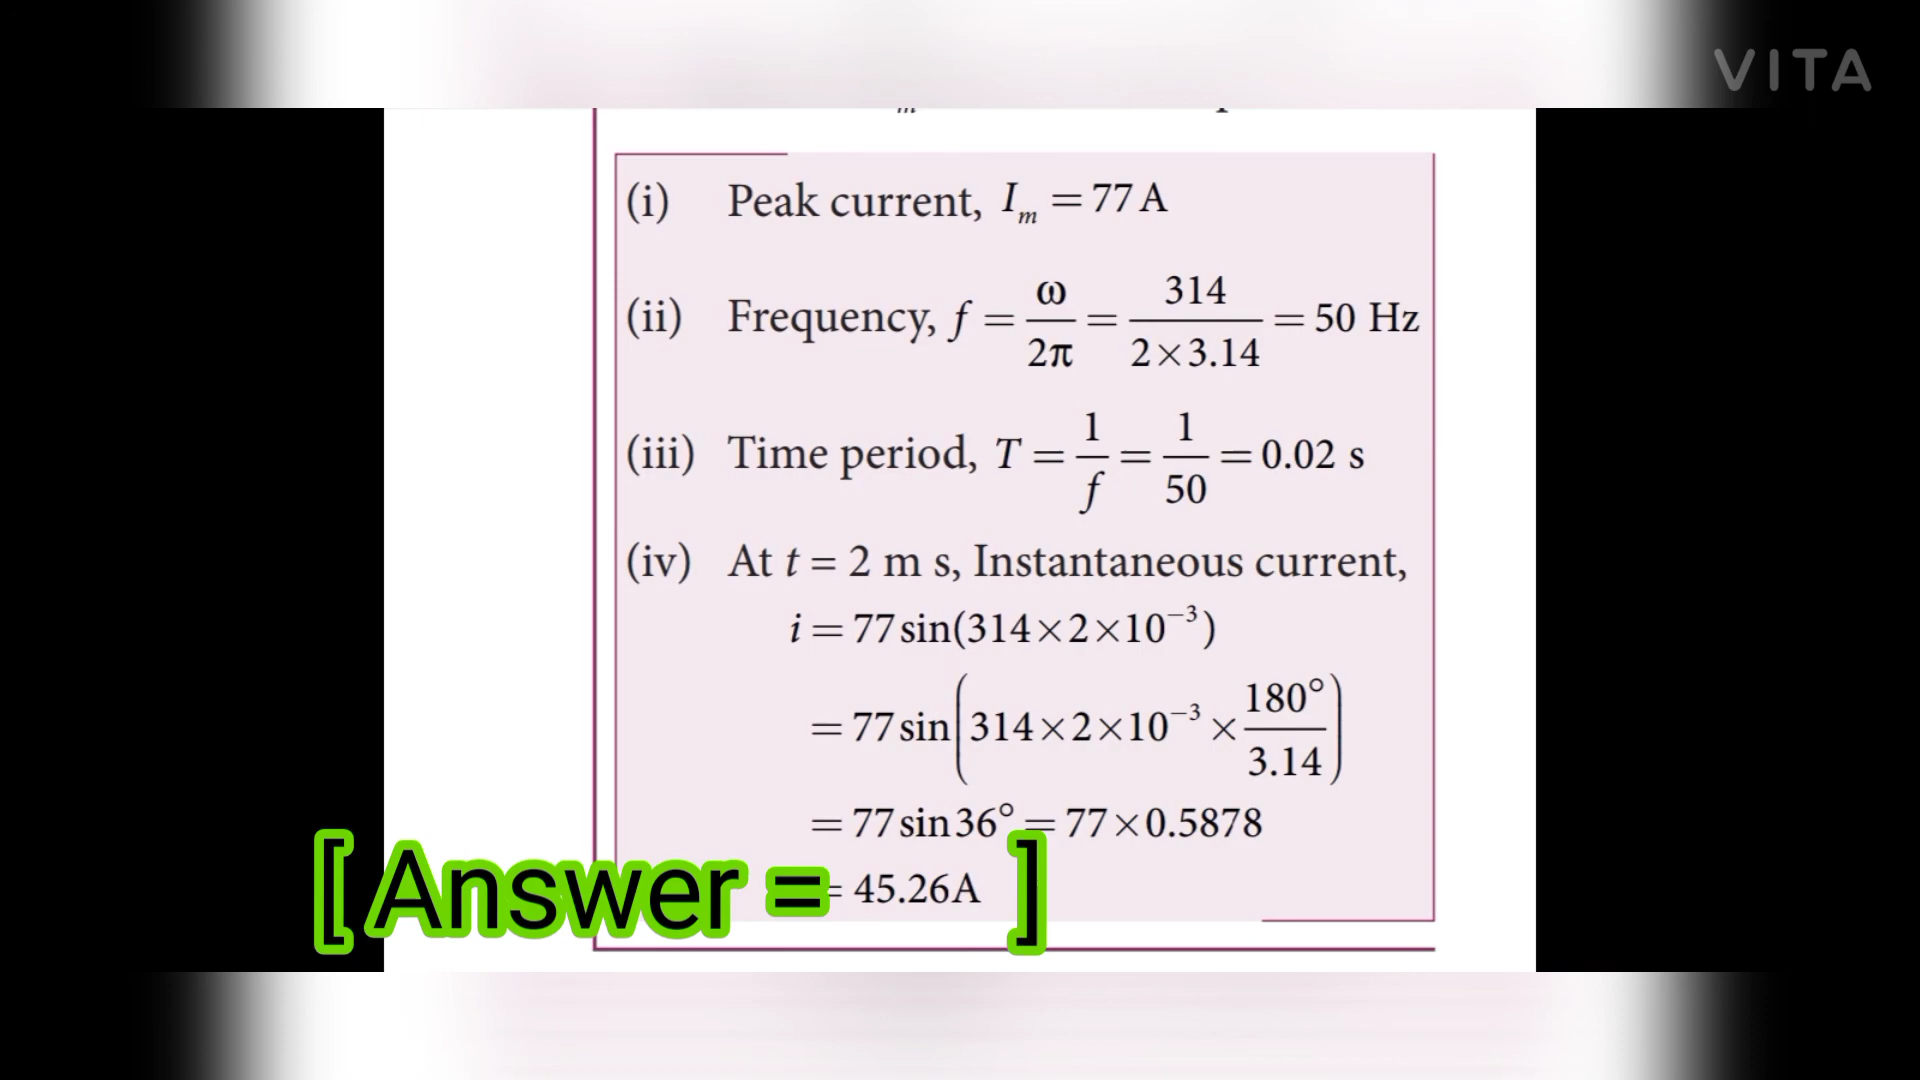 VITA
m
(i) Peak current, I_m = 77 A
(ii) Frequency, f = ω/2π = 314/2×3.14 = 50 Hz
(iii) Time period, T = 1/f = 1/50 = 0.02 s
(iv) At t = 2 m s, Instantaneous current,
i = 77 sin(314×2×10⁻³)
= 77 sin(314×2×10⁻³ × 180°/3.14)
= 77 sin 36° = 77×0.5878
= 45.26A
[ Answer = ]